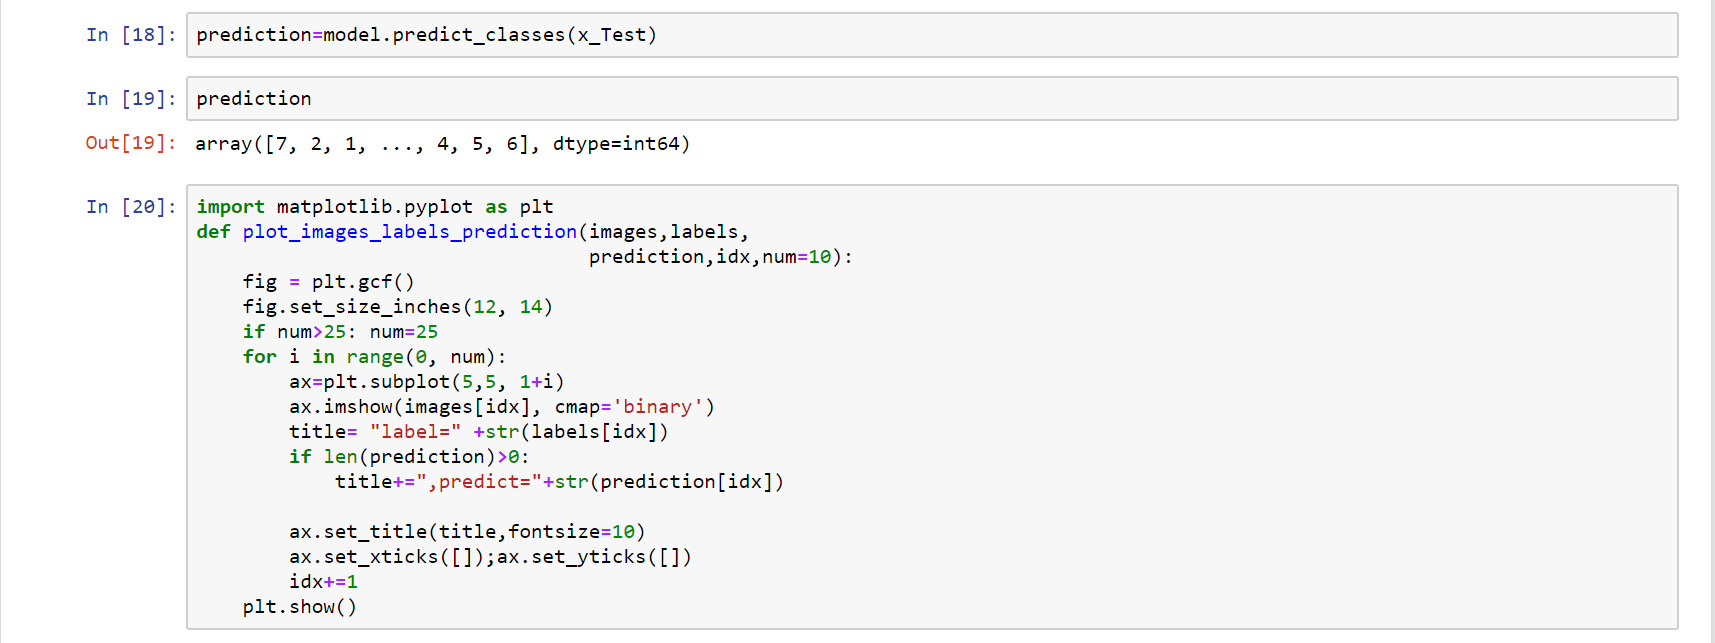 In [18]: prediction=model.predict_classes(x_Test)
In [19]: prediction
Out[19]: array([7, 2, 1, ..., 4, 5, 6], dtype=int64)
In [20]: import matplotlib.pyplot as plt
def plot_images_labels_prediction(images,labels,
                                  prediction,idx,num=10):
    fig = plt.gcf()
    fig.set_size_inches(12, 14)
    if num>25: num=25
    for i in range(0, num):
        ax=plt.subplot(5,5, 1+i)
        ax.imshow(images[idx], cmap='binary')
        title= "label=" +str(labels[idx])
        if len(prediction)>0:
            title+=",predict="+str(prediction[idx])
        ax.set_title(title,fontsize=10)
        ax.set_xticks([]);ax.set_yticks([])
        idx+=1
    plt.show()